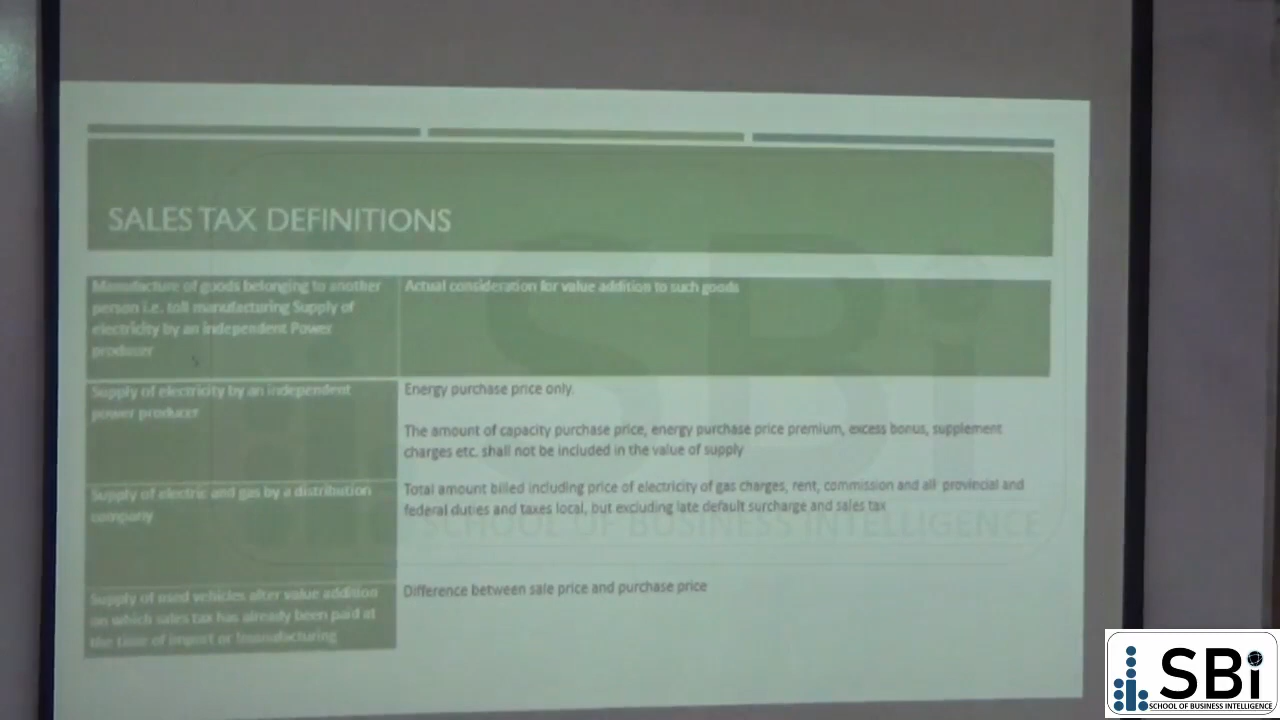 SALES TAX DEFINITIONS
Manufacture of goods belonging to another
person i.e. toll manufacturing Supply of
electricity by an independent Power
producer
Actual consideration for value addition to such goods
Supply of electricity by an independent
power producer
Energy purchase price only.
The amount of capacity purchase price, energy purchase price premium, excess bonus, supplement
charges etc. shall not be included in the value of supply
Supply of electric and gas by a distribution
company
Total amount billed including price of electricity of gas charges, rent, commission and all provincial and
federal duties and taxes local, but excluding late default surcharge and sales tax
Supply of used vehicles after value addition
on which sales tax has already been paid at
the time of import or
Difference between sale price and purchase price
SBi
SCHOOL OF BUSINESS INTELLIGENCE
SBi
SCHOOL OF BUSINESS INTELLIGENCE